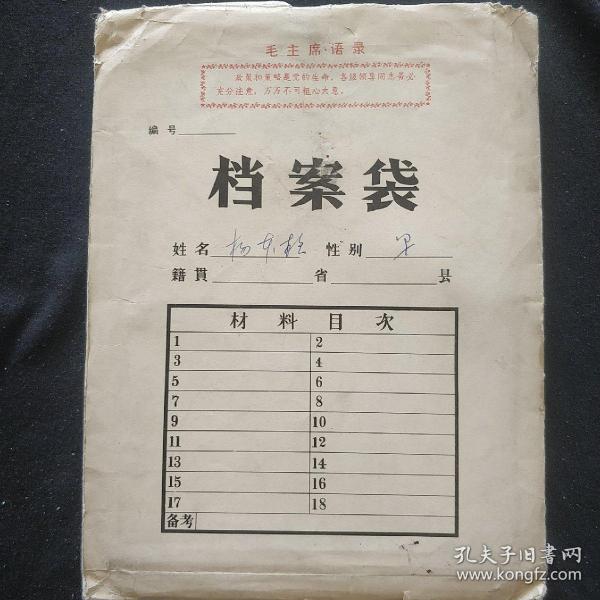 毛主席语录
政策和策略是党的生命，各级领导同志务必
充分注意，万万不可粗心大意。
编号
档案袋
姓名 杨 性别 男
籍贯 省 县
材料目次
1 2
3 4
5 6
7 8
9 10
11 12
13 14
15 16
17 18
备考
孔夫子旧书网
www.kongfz.com